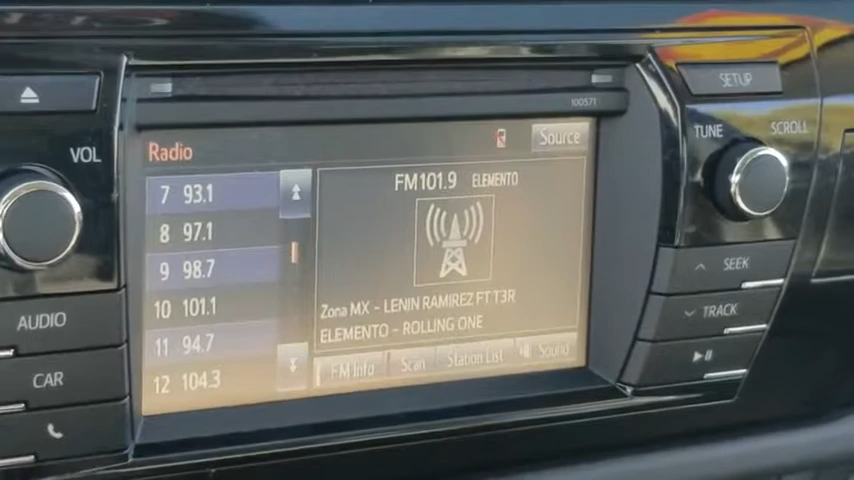 SETUP
100571
VOL
TUNE
SCROLL
Radio
Source
FM101.9 ELEMENTO
7 93.1
8 97.1
9 98.7
10 101.1
11 94.7
12 104.3
Zona MX - LENIN RAMIREZ FT T3R
ELEMENTO - ROLLING ONE
FM Info
Scan
Station List
Sound
SEEK
TRACK
AUDIO
CAR